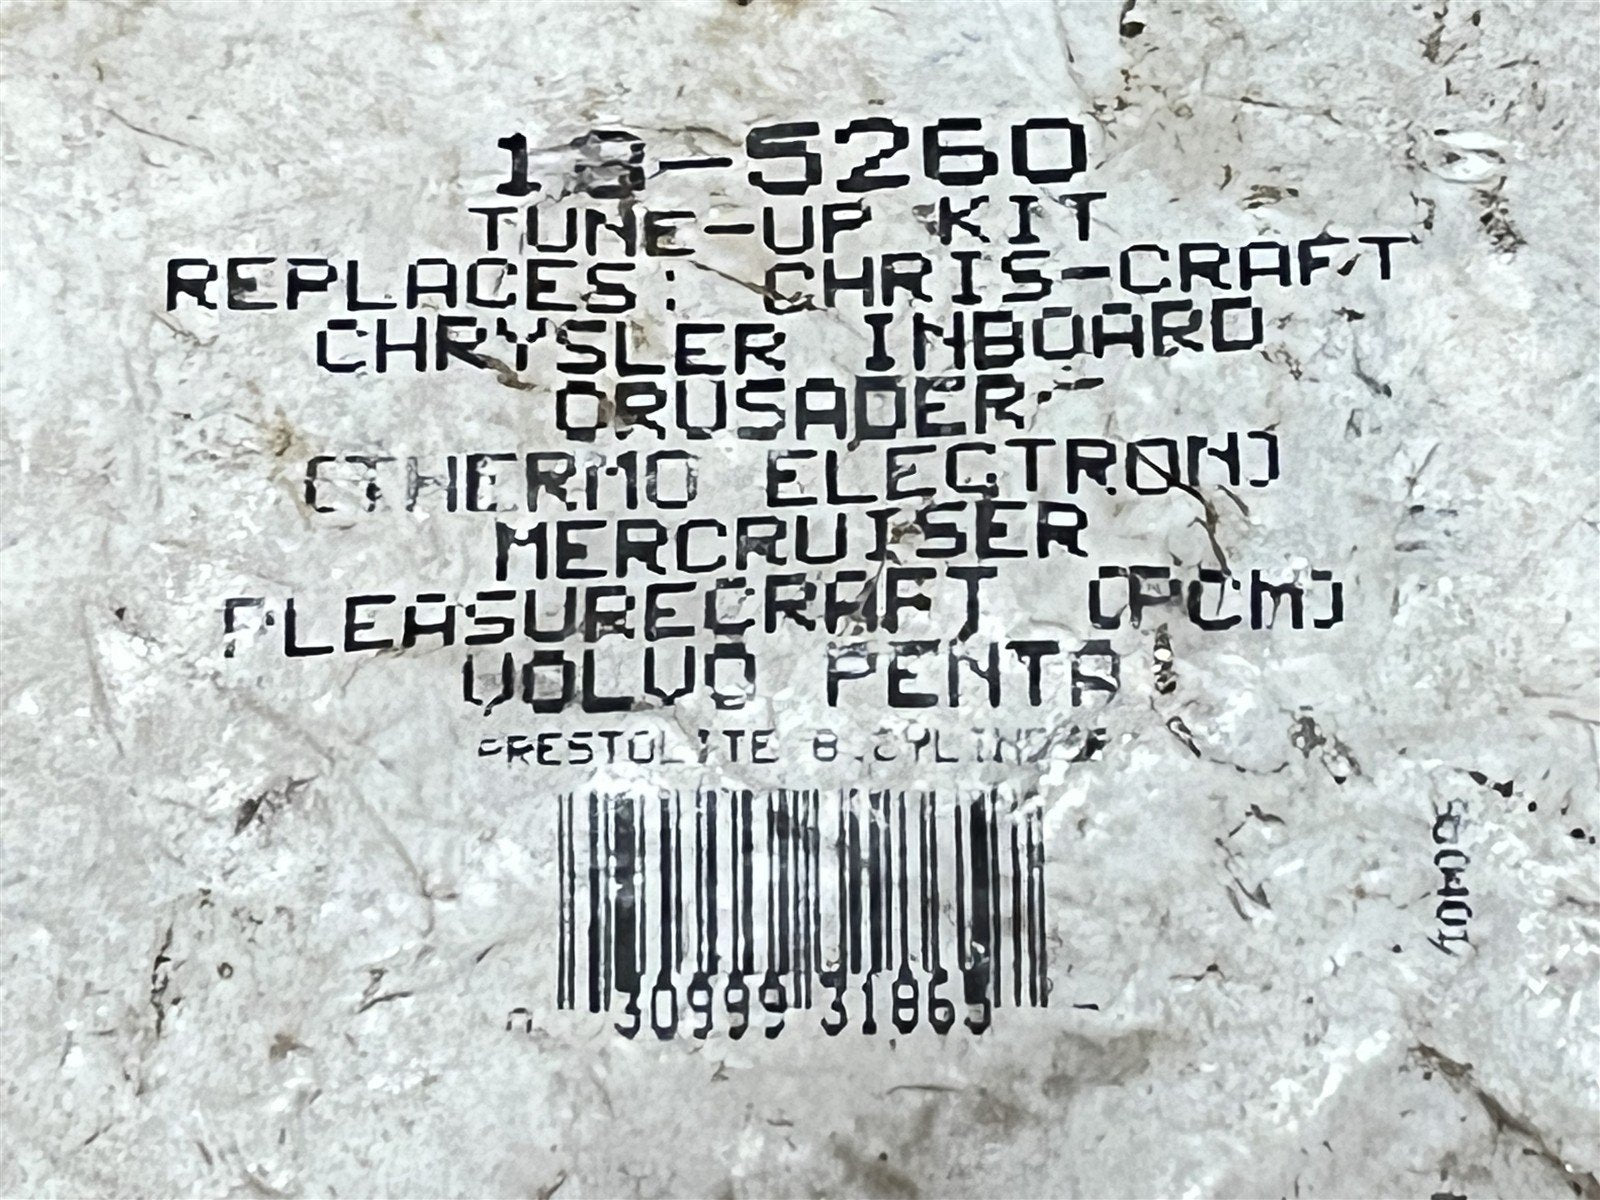 18-5260
TUNE-UP KIT
REPLACES: CHRIS-CRAFT
CHRYSLER INBOARD
CRUSADER
(THERMO ELECTRON)
MERCRUISER
PLEASURECRAFT (PCM)
VOLVO PENTA
PRESTOLITE 8 CYLINDER
30999 31865